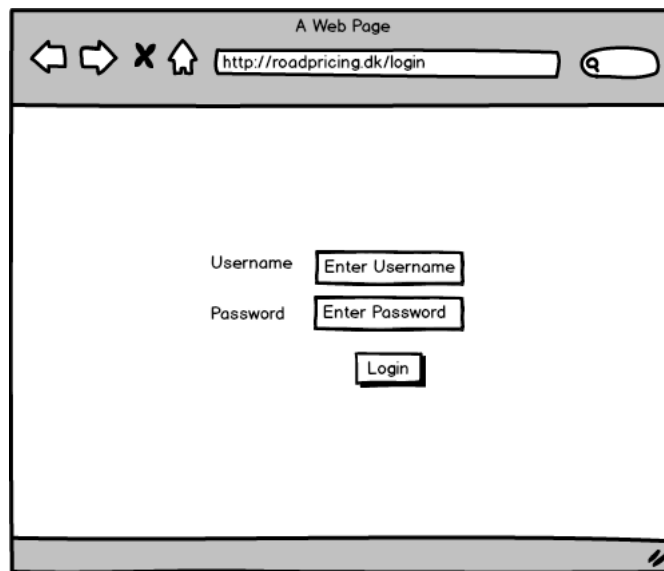 A Web Page
http://roadpricing.dk/login
Username Enter Username
Password Enter Password
Login